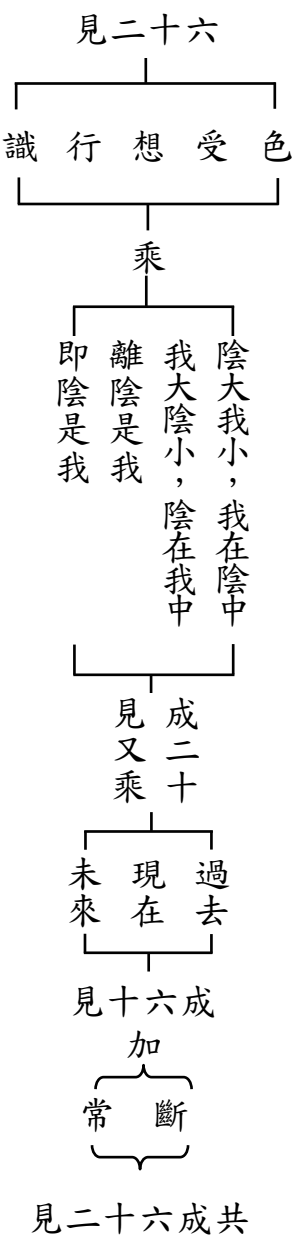 六十二見
色 受 想 行 識
乘
陰大我小，我在陰中
我大陰小，陰在我中
離陰是我
即陰是我
成二十
見又乘
過去
現在
未來
成六十見
加
斷 常
共成六十二見